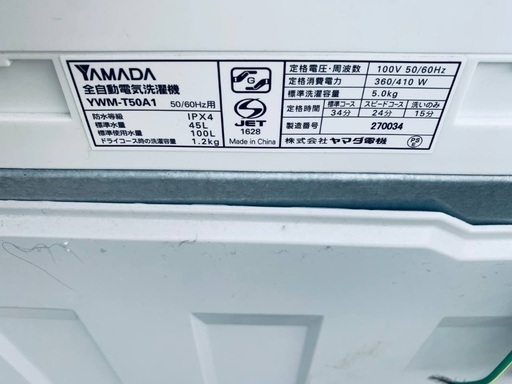 YAMADA
全自動電気洗濯機
YWM-T50A1 50/60Hz用
防水等級 IPX4
標準水量 45L
標準使用水量 100L
ドライコース時の洗濯容量 1.2kg
G
S
JET
1628
Made in China
定格電圧・周波数 100V 50/60Hz
定格消費電力 360/410 W
標準洗濯容量 5.0kg
標準使用時間 標準コース スピードコース 洗いのみ
34分 24分 15分
製造番号 270034
株式会社 ヤマダ電機